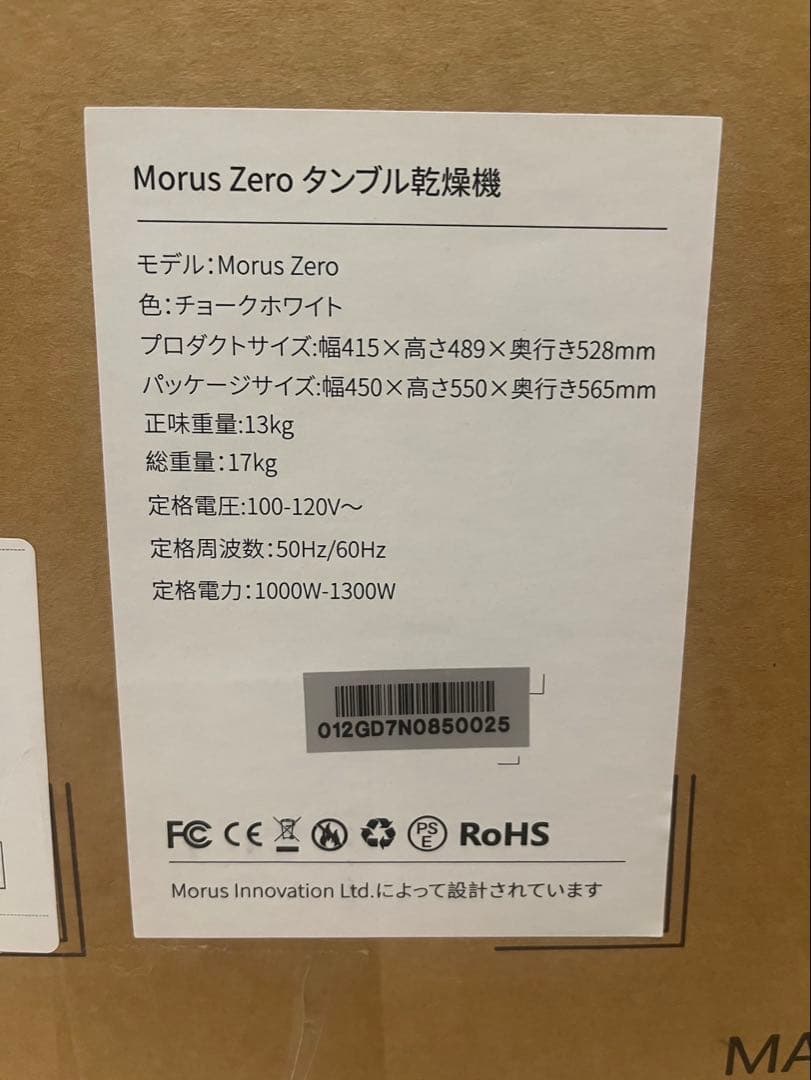 Morus Zero タンブル乾燥機
モデル:Morus Zero
色:チョークホワイト
プロダクトサイズ:幅415×高さ489×奥行き528mm
パッケージサイズ:幅450×高さ550×奥行き565mm
正味重量:13kg
総重量:17kg
定格電圧:100-120V～
定格周波数:50Hz/60Hz
定格電力:1000W-1300W
012GD7N0850025
FC CE PSE RoHS
Morus Innovation Ltd.によって設計されています
MA